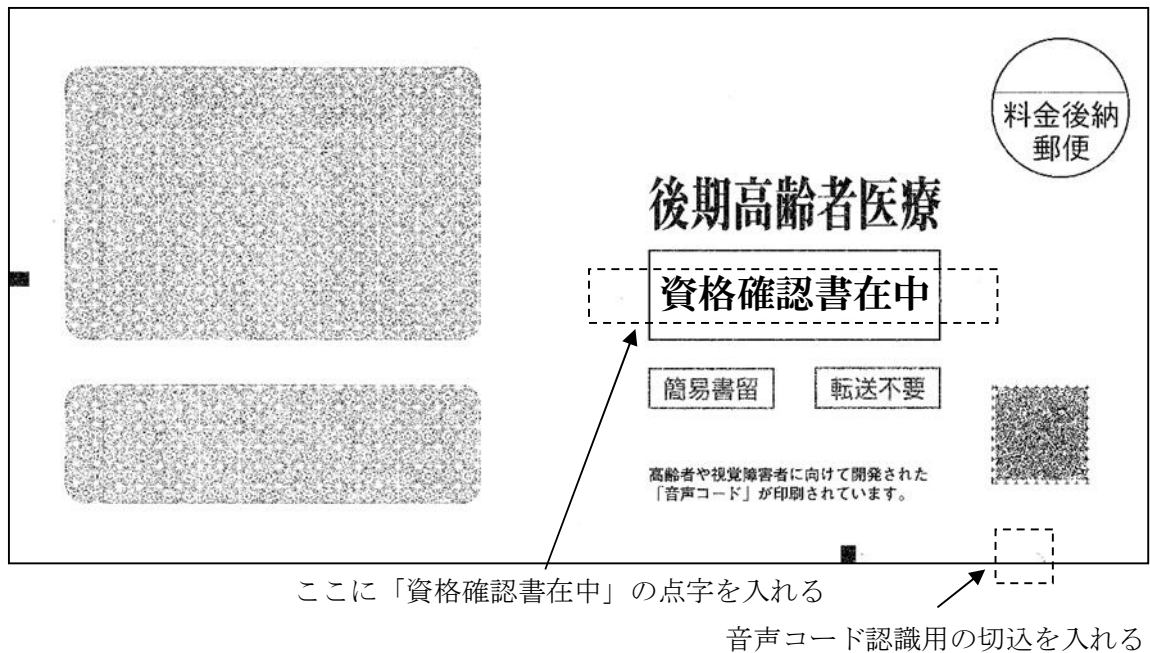 料金後納
郵便
後期高齢者医療
資格確認書在中
簡易書留
転送不要
高齢者や視覚障害者に向けて開発された
「音声コード」が印刷されています。
ここに「資格確認書在中」の点字を入れる
音声コード認識用の切込を入れる